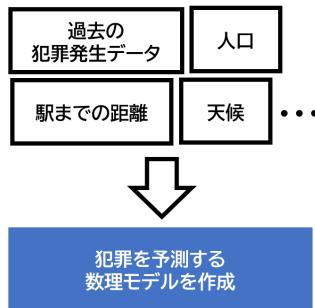 過去の
犯罪発生データ
人口
駅までの距離
天候
・・・
犯罪を予測する
数理モデルを作成